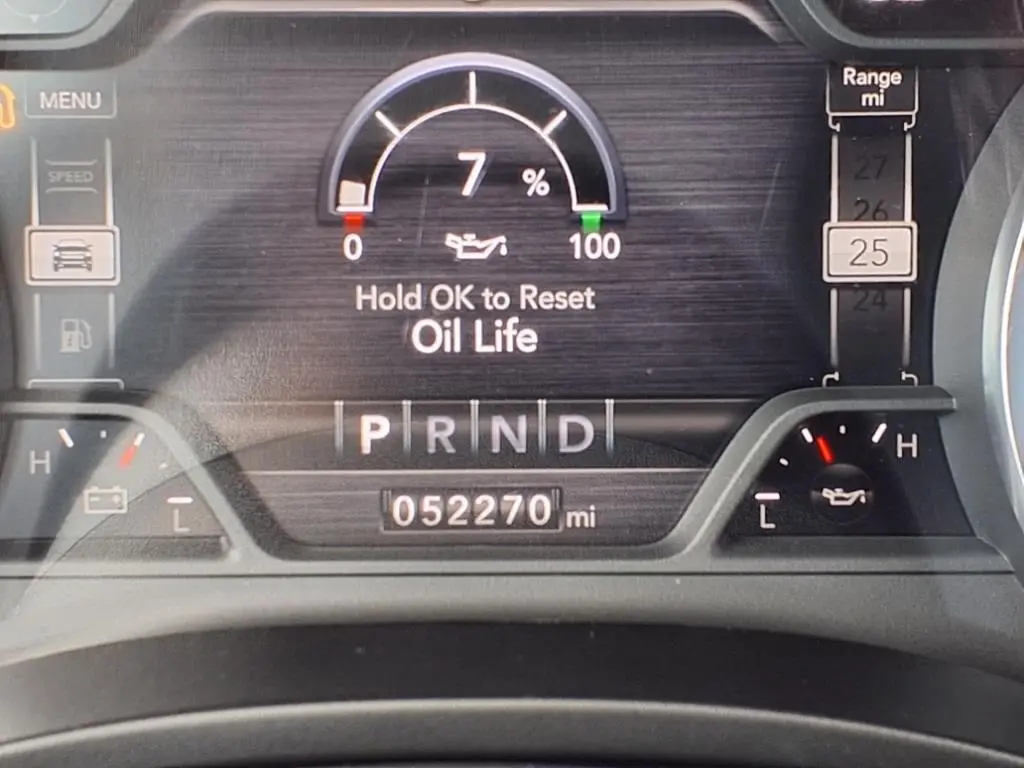 MENU
SPEED
7 %
0 100
Hold OK to Reset
Oil Life
Range
mi
27
26
25
24
P R N D
052270 mi
H
L
H
L